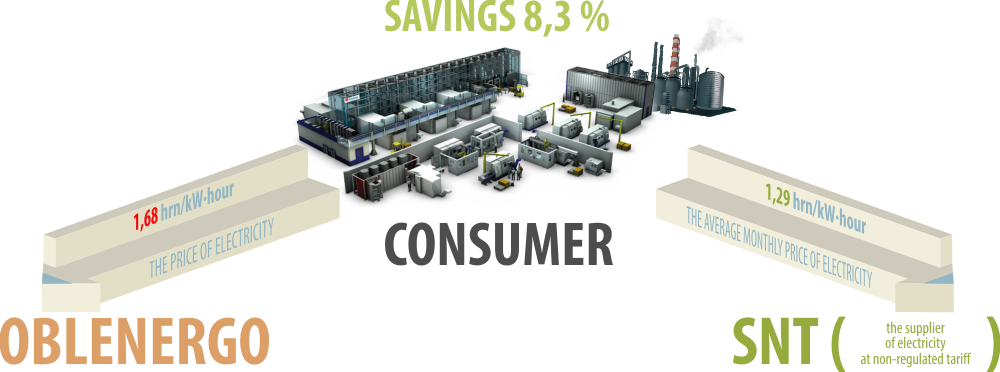 SAVINGS 8,3 %
1,68 hrn/kW·hour
THE PRICE OF ELECTRICITY
1,29 hrn/kW·hour
THE AVERAGE MONTHLY PRICE OF ELECTRICITY
CONSUMER
OBLENERGO
SNT (
the supplier
of electricity
at non-regulated tariff
)